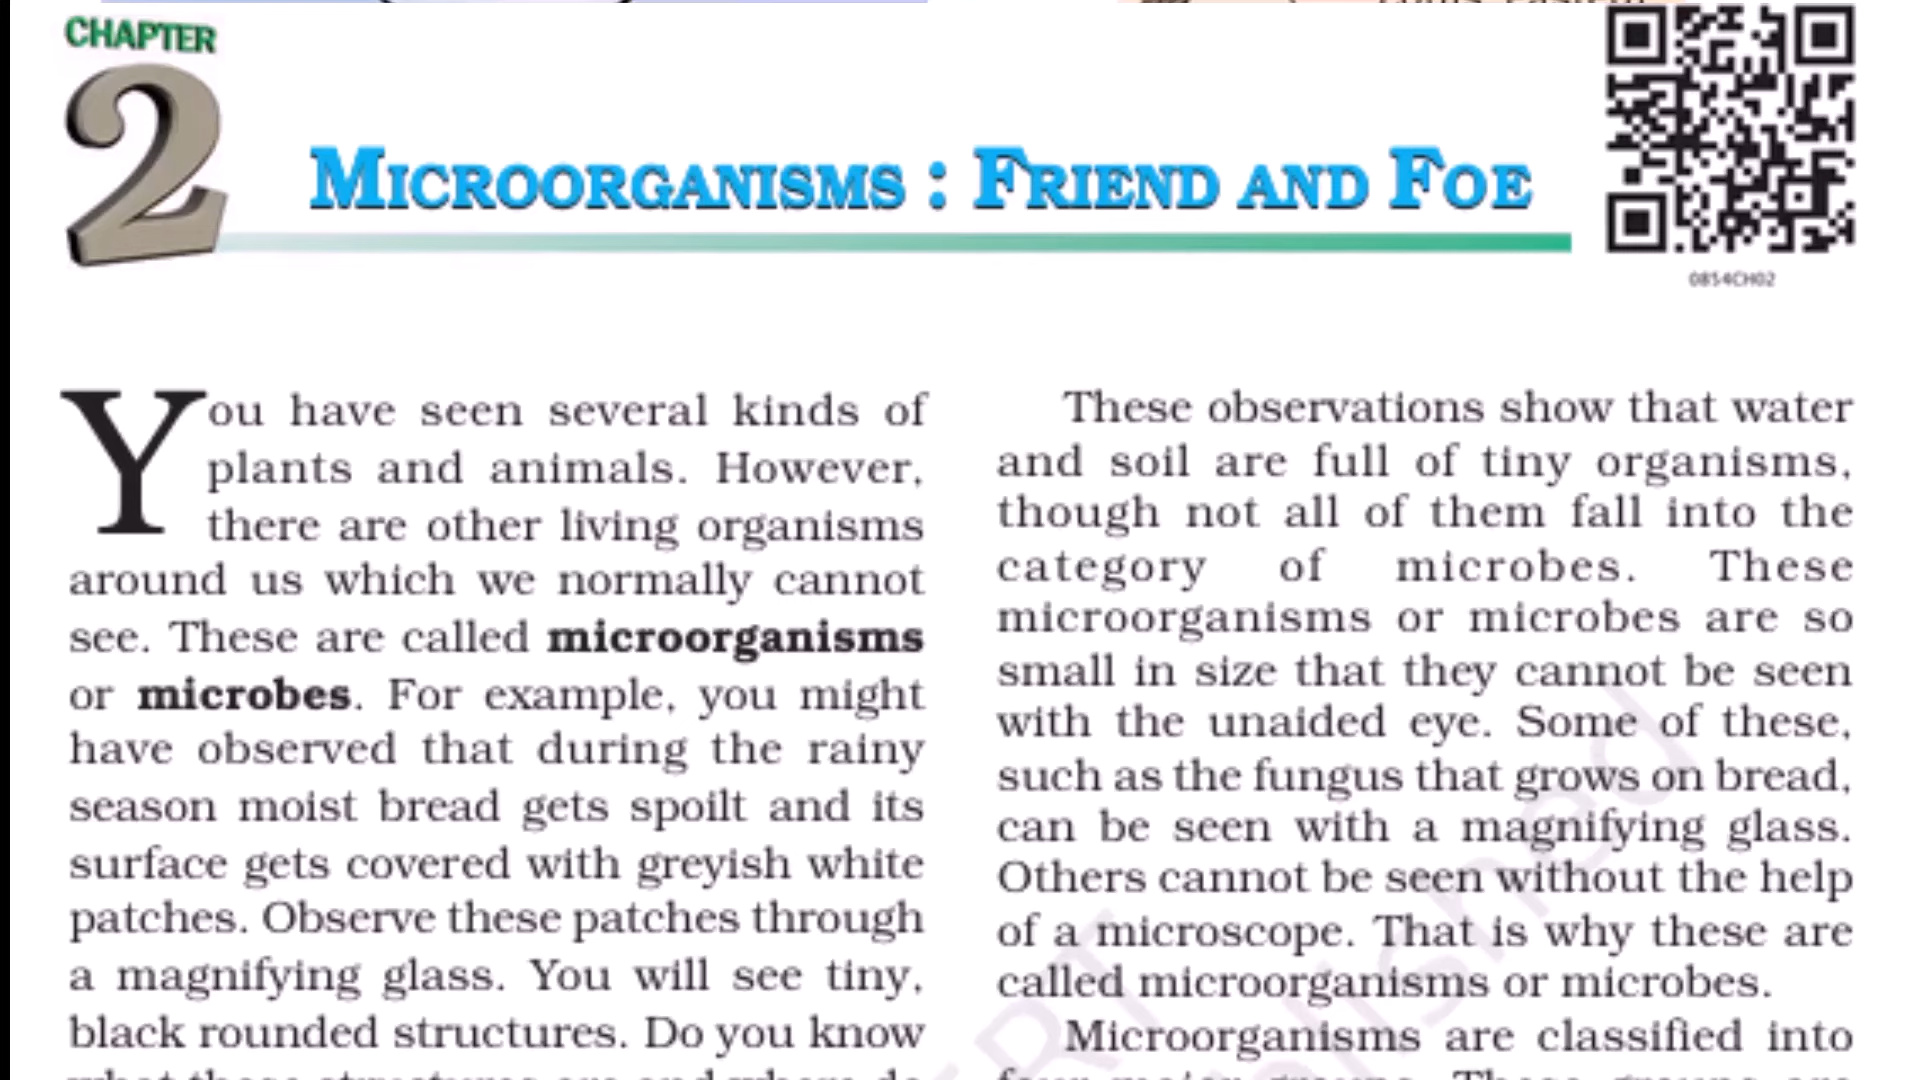 CHAPTER
2
MICROORGANISMS : FRIEND AND FOE
0854CH02
You have seen several kinds of
plants and animals. However,
there are other living organisms
around us which we normally cannot
see. These are called microorganisms
or microbes. For example, you might
have observed that during the rainy
season moist bread gets spoilt and its
surface gets covered with greyish white
patches. Observe these patches through
a magnifying glass. You will see tiny,
black rounded structures. Do you know
These observations show that water
and soil are full of tiny organisms,
though not all of them fall into the
category of microbes. These
microorganisms or microbes are so
small in size that they cannot be seen
with the unaided eye. Some of these,
such as the fungus that grows on bread,
can be seen with a magnifying glass.
Others cannot be seen without the help
of a microscope. That is why these are
called microorganisms or microbes.
Microorganisms are classified into